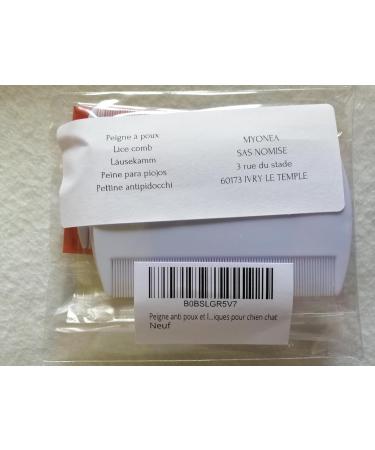 Peigne à poux
Lice comb
Läusekamm
Peine para piojos
Pettine antipidocchi
MYONEA
SAS NOMISE
3 rue du stade
60173 IVRY LE TEMPLE
B0BSLGR5V7
Peigne anti poux et l...iques pour chien chat
Neuf